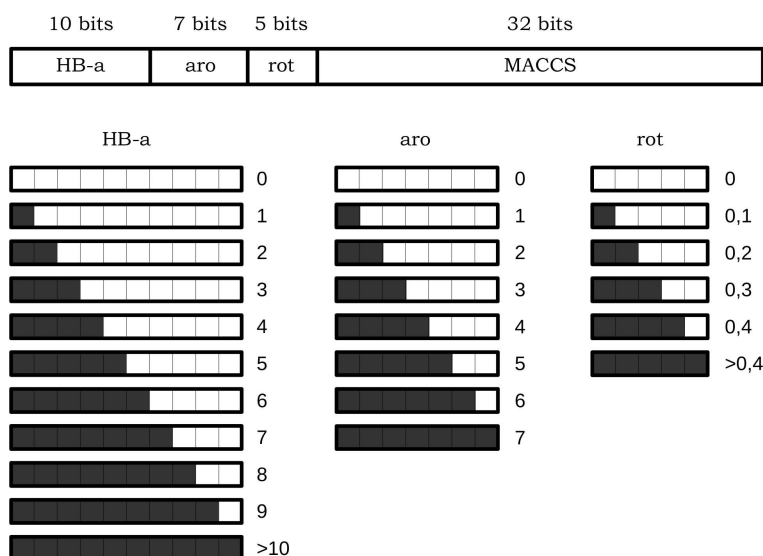 10 bits 7 bits 5 bits 32 bits
HB-a aro rot MACCS
HB-a aro rot
0 0 0
1 1 0,1
2 2 0,2
3 3 0,3
4 4 0,4
5 5 >0,4
6 6
7 7
8
9
>10